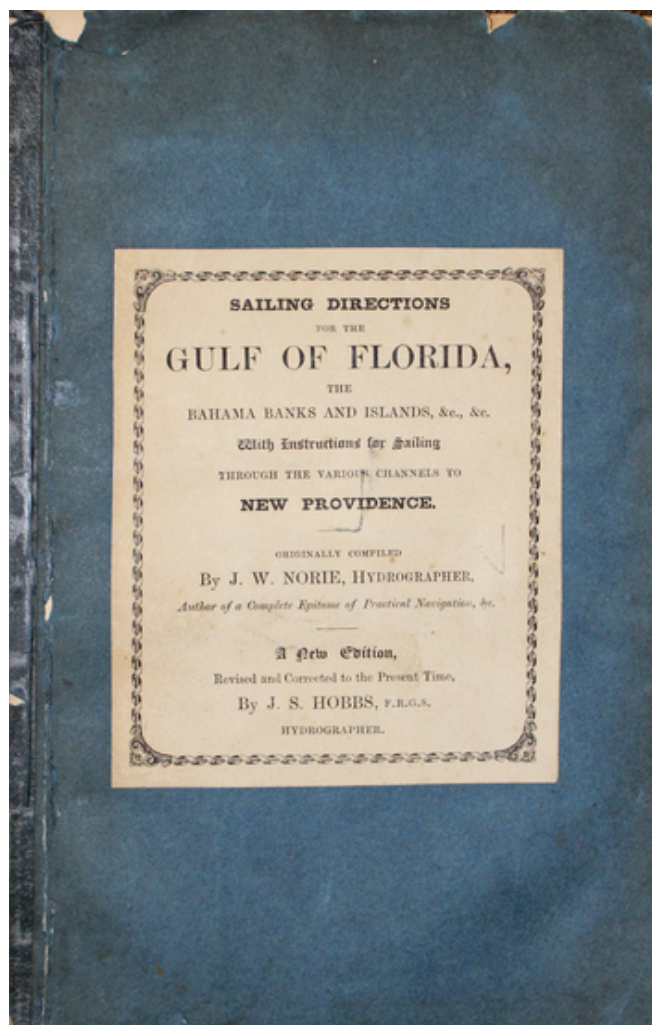 SAILING DIRECTIONS
FOR THE
GULF OF FLORIDA,
THE
BAHAMA BANKS AND ISLANDS, &c., &c.
With Instructions for Sailing
THROUGH THE VARIOUS CHANNELS TO
NEW PROVIDENCE.
ORIGINALLY COMPILED
By J. W. NORIE, HYDROGRAPHER,
Author of a Complete Epitome of Practical Navigation, &c.
A New Edition,
Revised and Corrected to the Present Time,
By J. S. HOBBS, F.R.G.S.
HYDROGRAPHER.